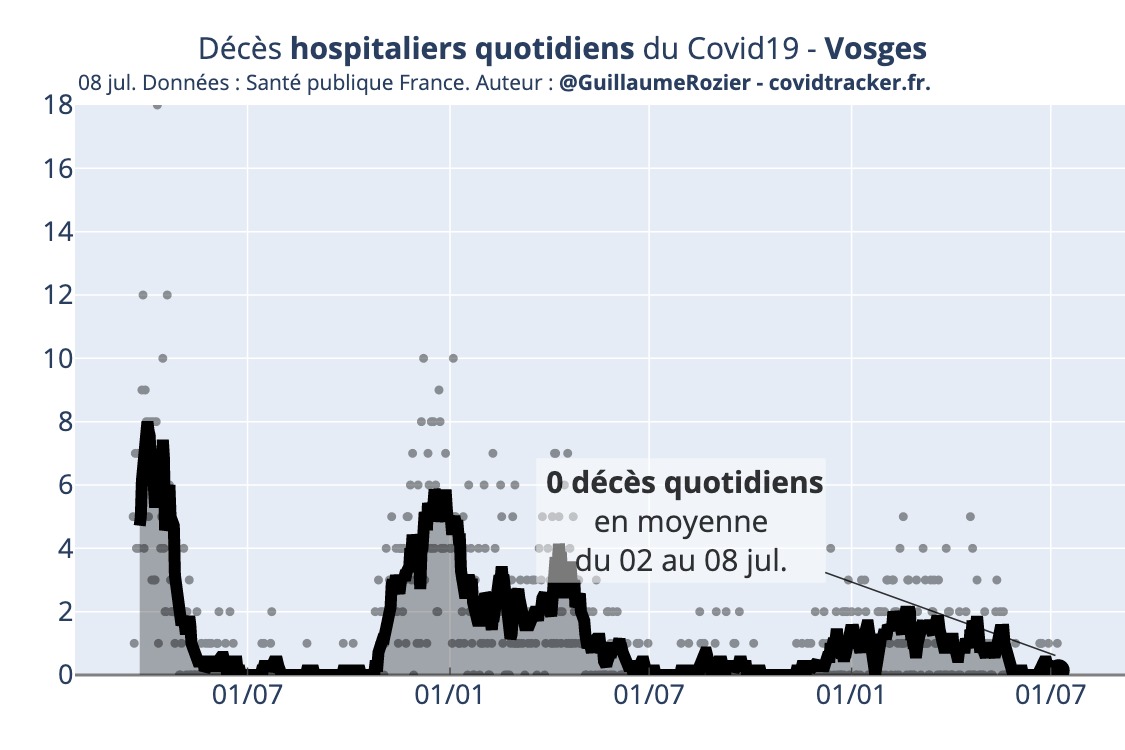 Décès hospitaliers quotidiens du Covid19 - Vosges
08 jul. Données : Santé publique France. Auteur : @GuillaumeRozier - covidtracker.fr.
18
16
14
12
10
8
6
4
2
0
0 décès quotidiens
en moyenne
du 02 au 08 jul.
01/07 01/01 01/07 01/01 01/07